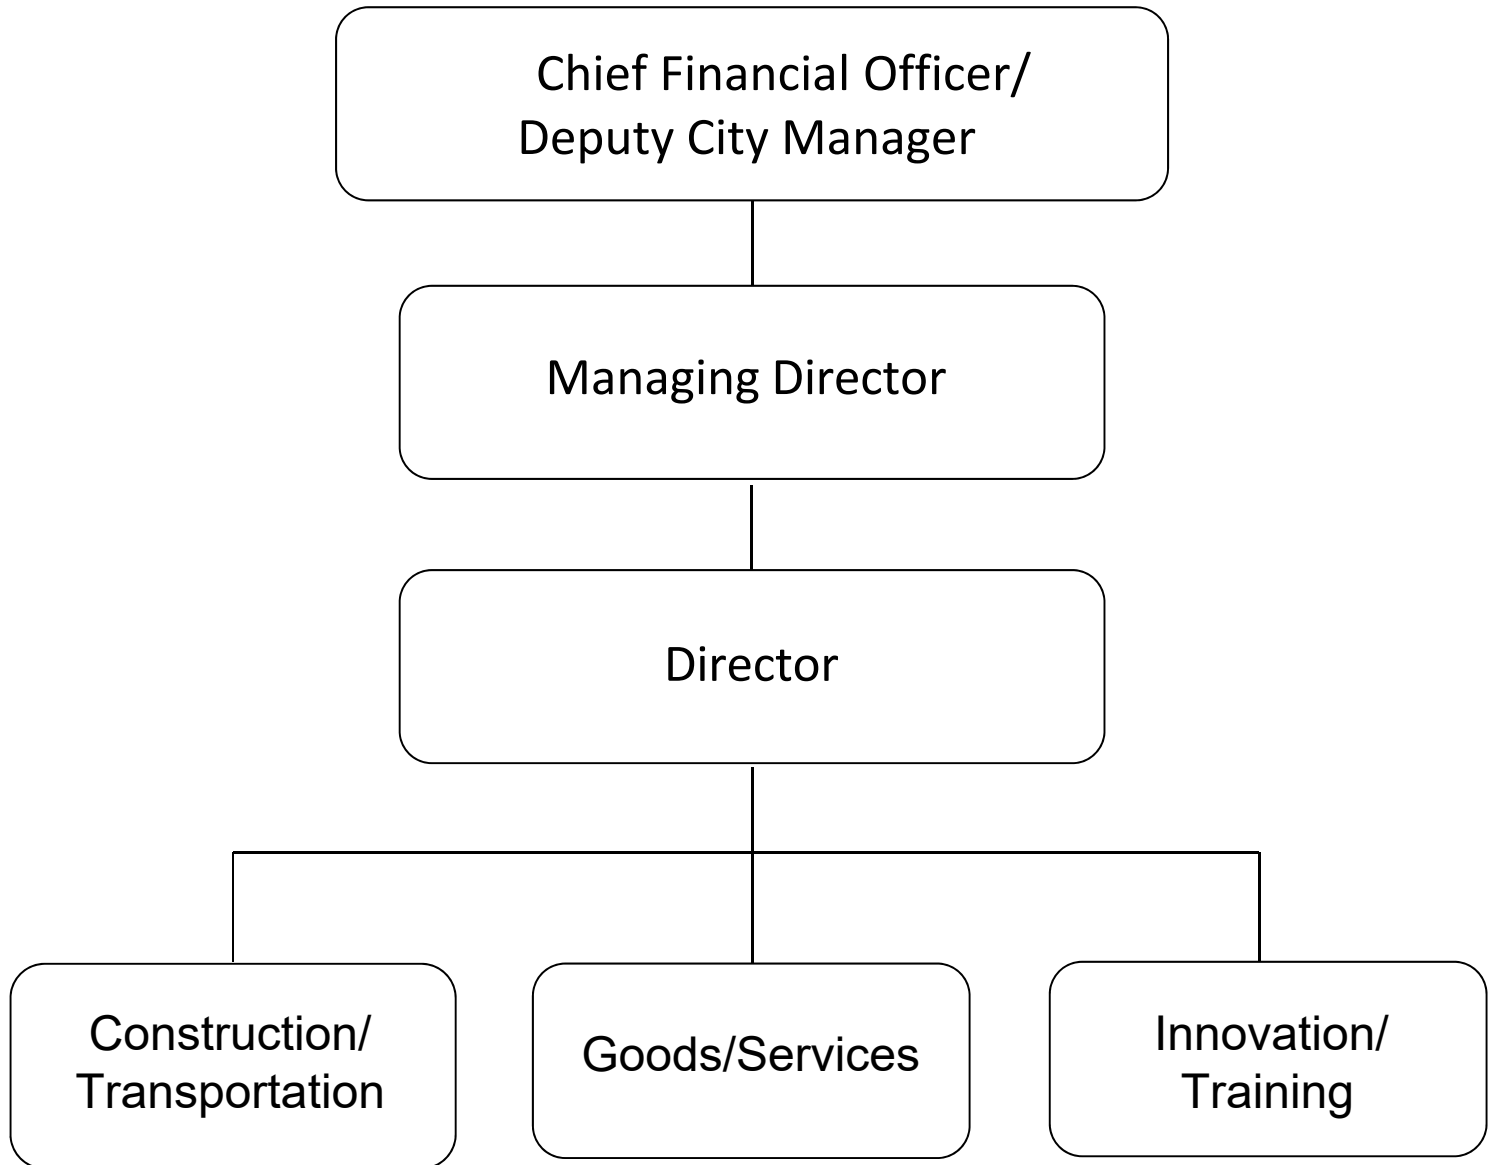 Chief Financial Officer/
Deputy City Manager
Managing Director
Director
Construction/
Transportation
Goods/Services
Innovation/
Training